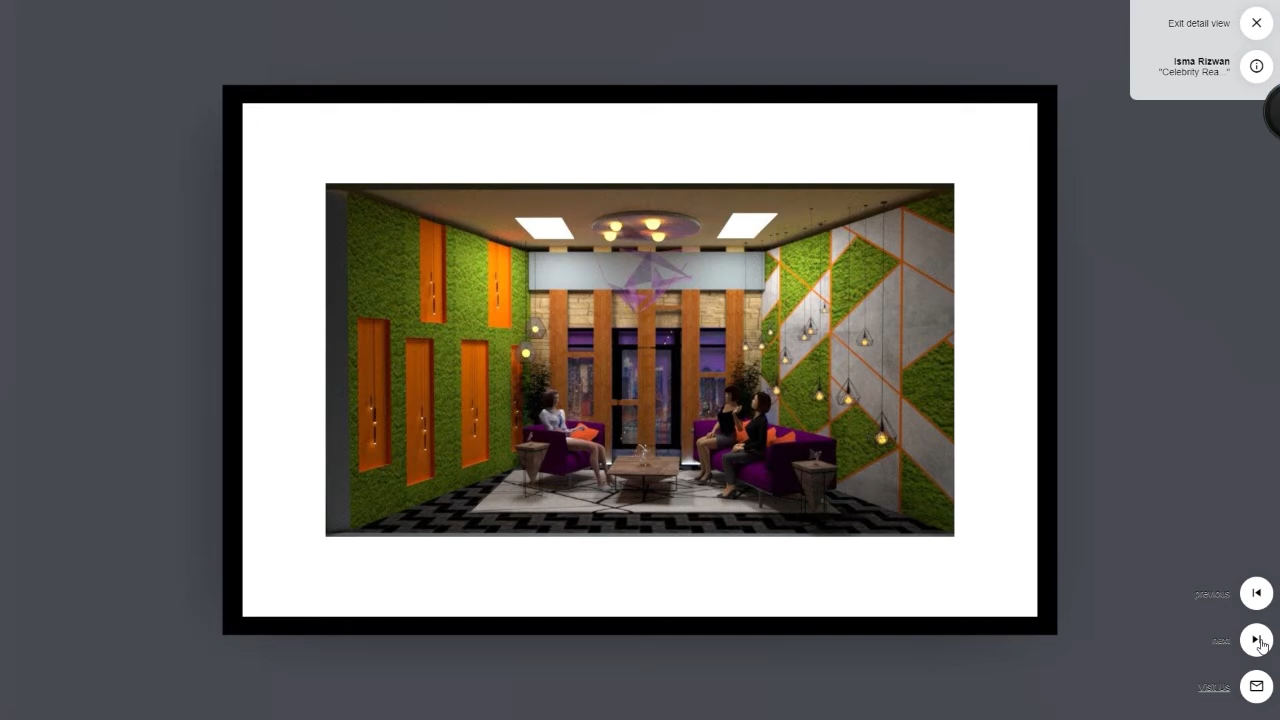 Exit detail view
Isma Rizwan
"Celebrity Rea..."
previous
next
Visit us